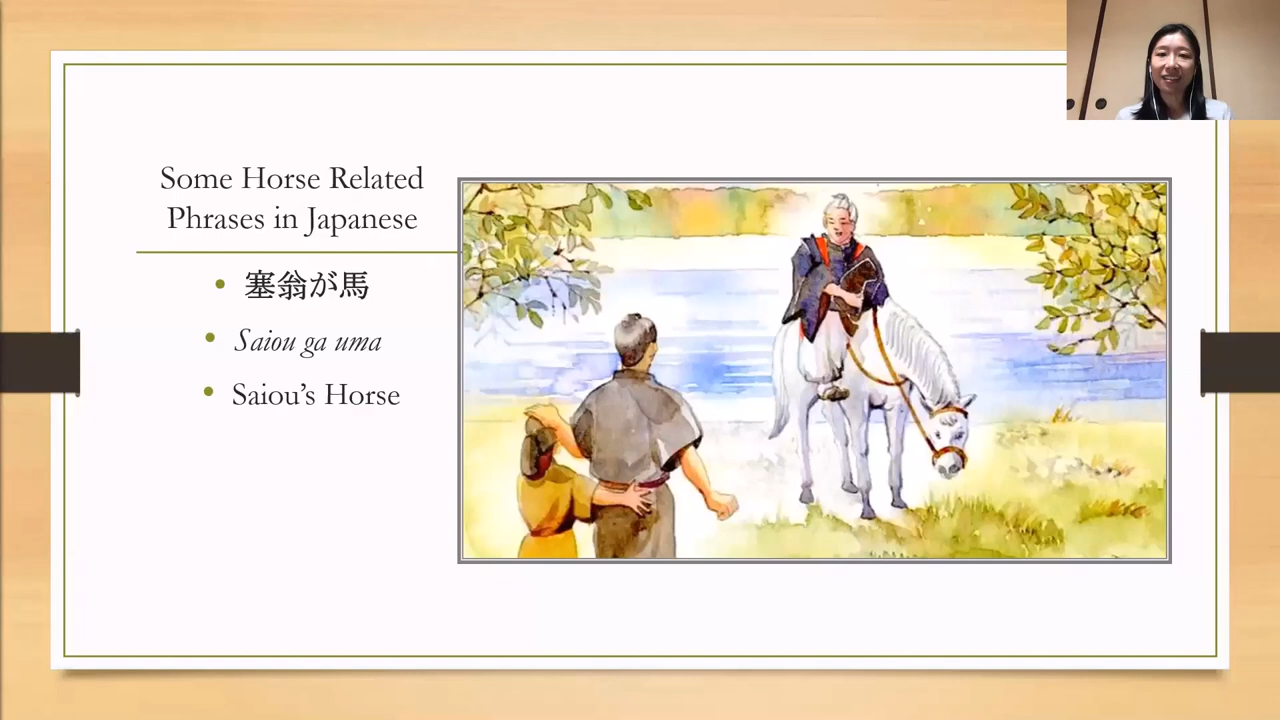 Some Horse Related
Phrases in Japanese
塞翁が馬
Saiou ga uma
Saiou’s Horse